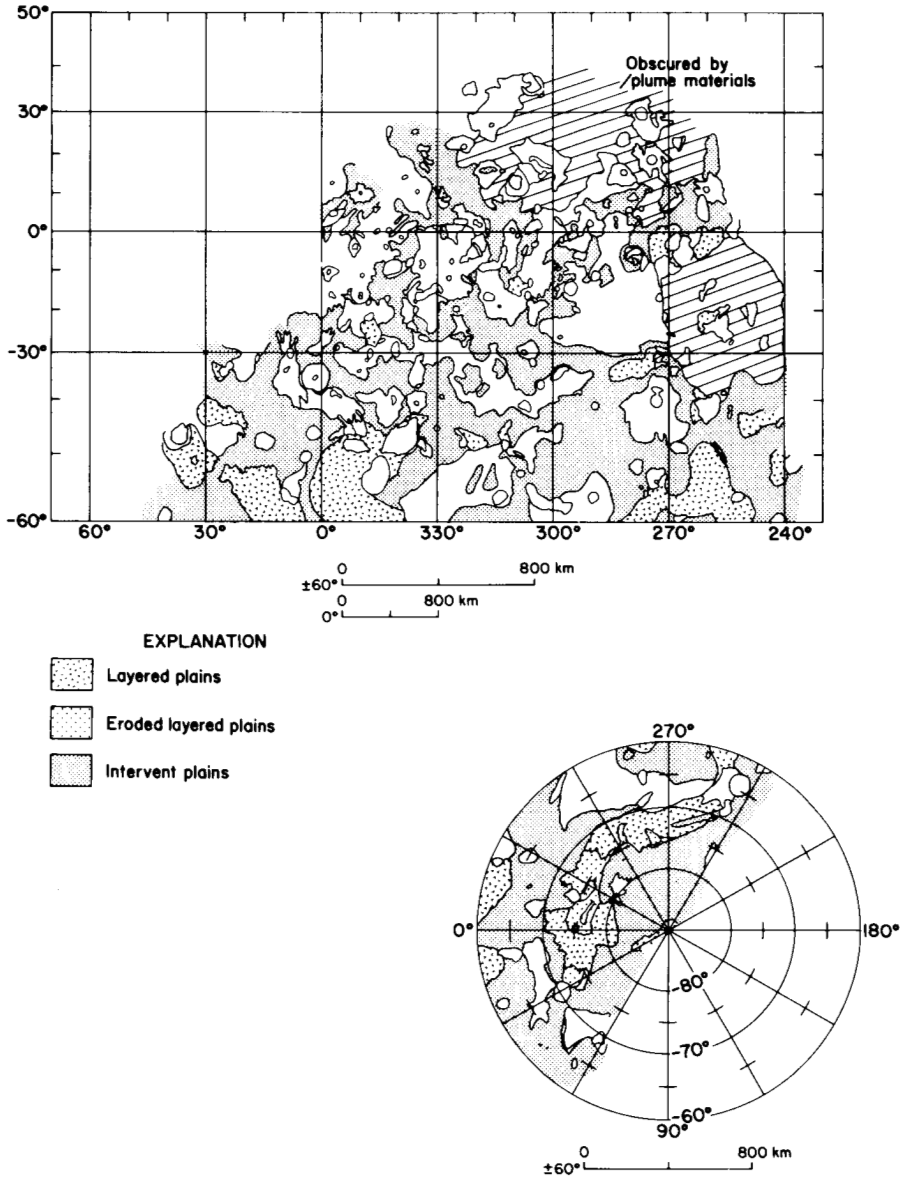 50°
Obscured by
plume materials
30°
0°
-30°
-60°
60° 30° 0° 330° 300° 270° 240°
0 800 km
±60°
0 800 km
0°
EXPLANATION
Layered plains
Eroded layered plains
Intervent plains
270°
0° 180°
-80°
-70°
-60°
90°
0 800 km
±60°